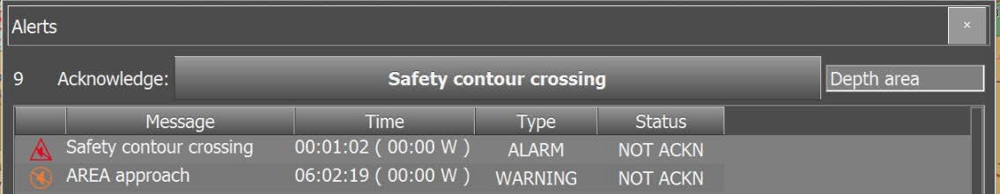 Alerts ×
9 Acknowledge: Safety contour crossing Depth area
Message Time Type Status
Safety contour crossing 00:01:02 ( 00:00 W ) ALARM NOT ACKN
AREA approach 06:02:19 ( 00:00 W ) WARNING NOT ACKN